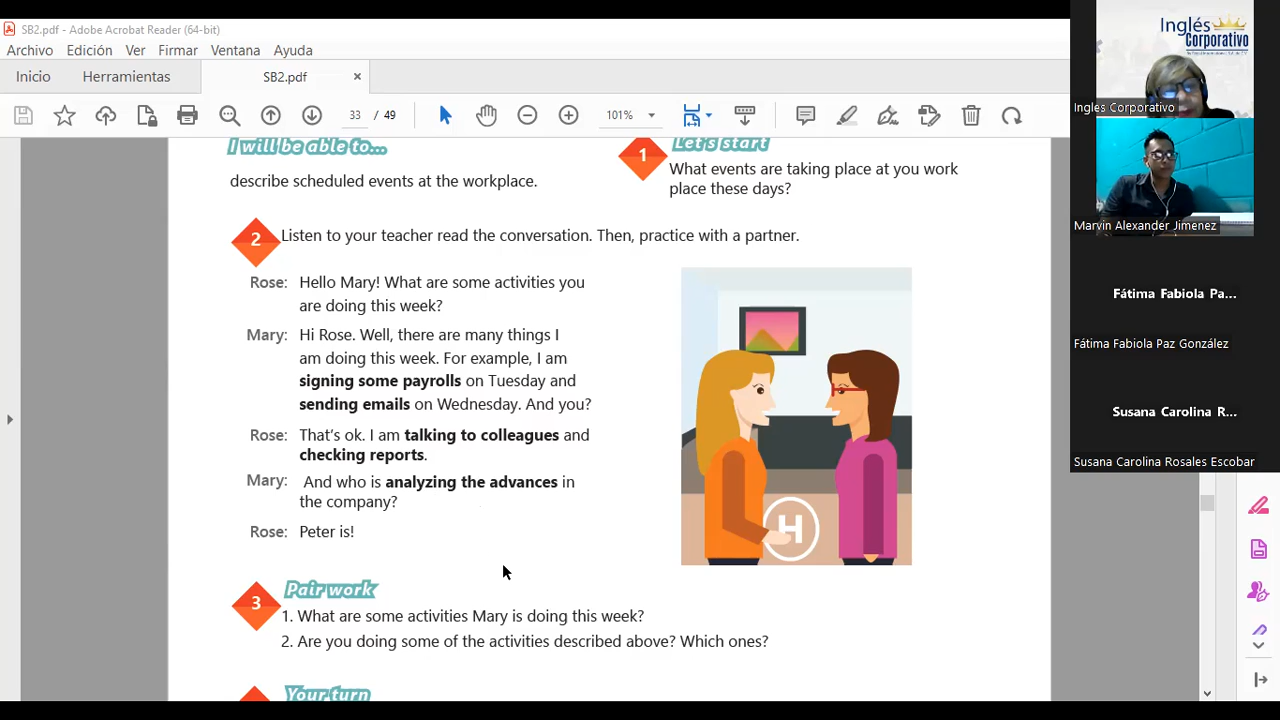 SB2.pdf - Adobe Acrobat Reader (64-bit)
Archivo Edición Ver Firmar Ventana Ayuda
Inicio Herramientas SB2.pdf ×
33 / 49 101%
I will be able to...
describe scheduled events at the workplace.
1 Let's start
What events are taking place at you work
place these days?
2 Listen to your teacher read the conversation. Then, practice with a partner.
Rose: Hello Mary! What are some activities you
are doing this week?
Mary: Hi Rose. Well, there are many things I
am doing this week. For example, I am
signing some payrolls on Tuesday and
sending emails on Wednesday. And you?
Rose: That's ok. I am talking to colleagues and
checking reports.
Mary: And who is analyzing the advances in
the company?
Rose: Peter is!
H
3 Pair work
1. What are some activities Mary is doing this week?
2. Are you doing some of the activities described above? Which ones?
Your turn
Inglés
Corporativo
Ingles Corporativo
Marvin Alexander Jimenez
Fátima Fabiola Pa...
Fátima Fabiola Paz González
Susana Carolina R...
Susana Carolina Rosales Escobar